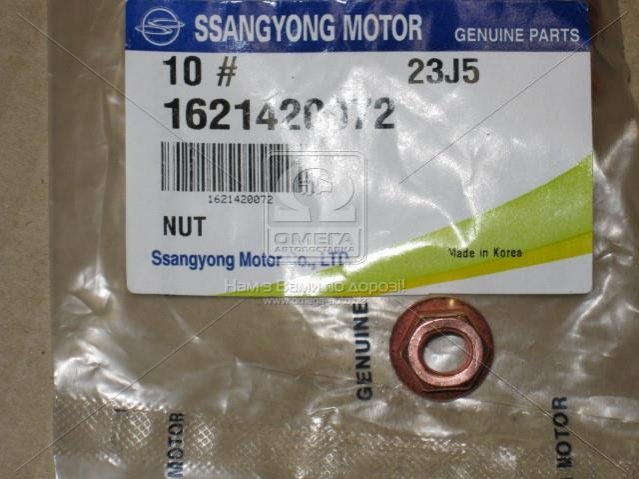 SSANGYONG MOTOR GENUINE PARTS
10 # 23J5
1621420072
1621420072
NUT
ОМЕГА
АВТОПОСТАВКА
Ssangyong Motor Co., LTD
Made in Korea
Нам з Вами по дорозі!
GENUINE
MOTOR
MOTOR